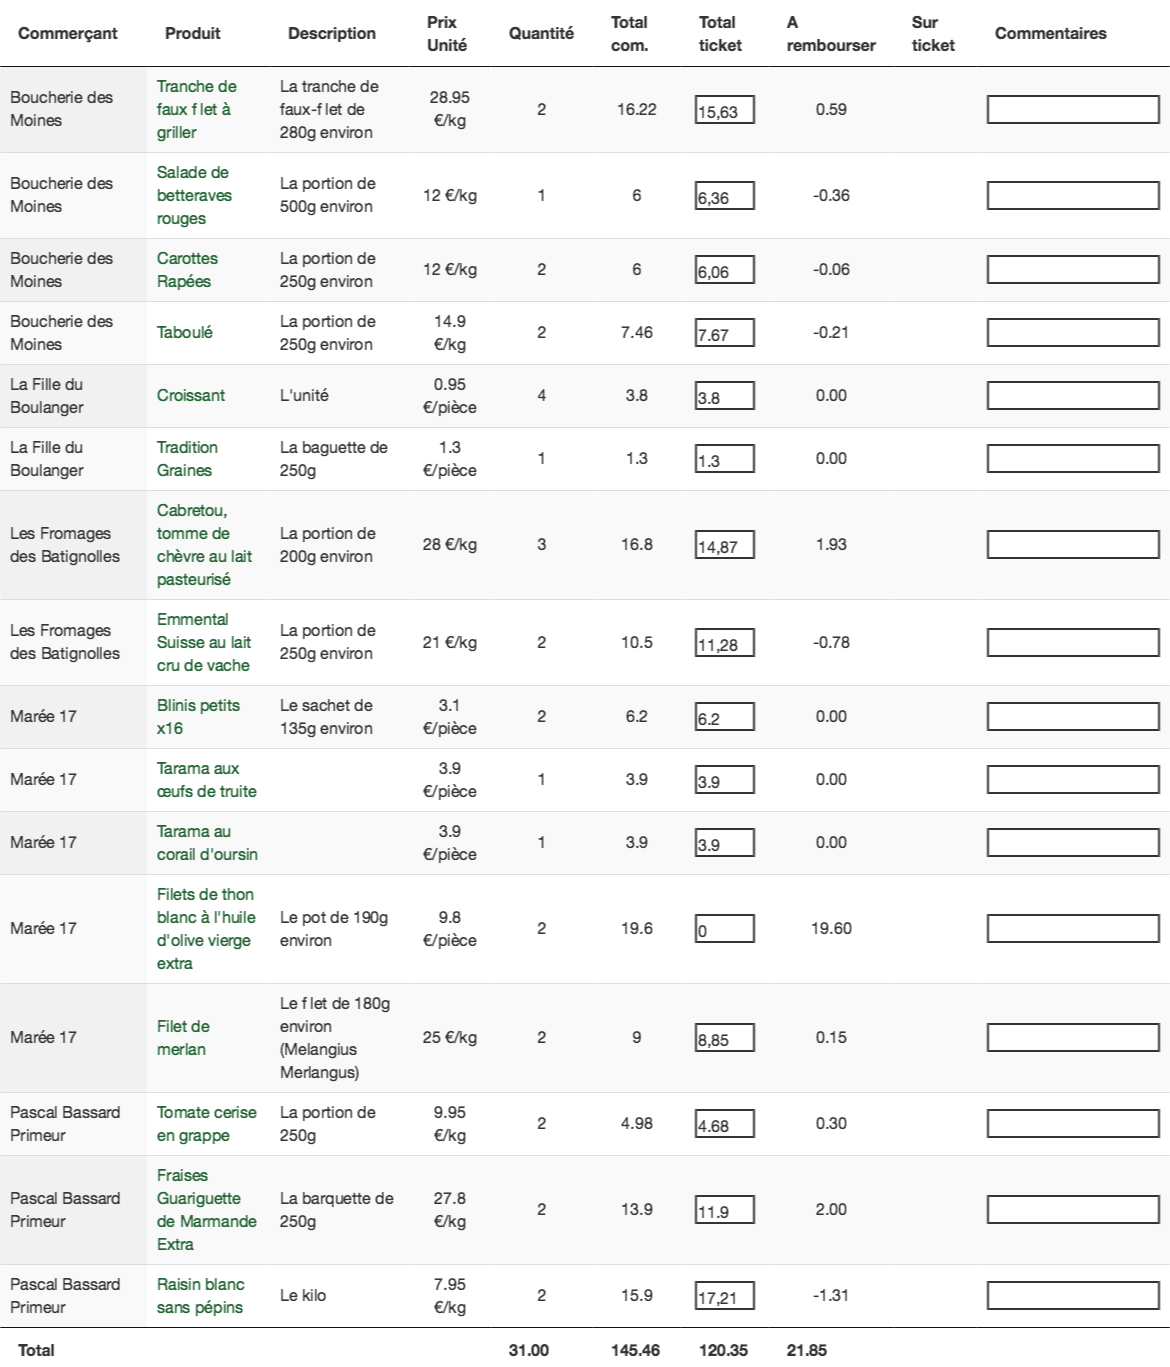 Commerçant Produit Description Prix Unité Quantité Total com. Total ticket A rembourser Sur ticket Commentaires
Boucherie des Moines Tranche de faux filet à griller La tranche de faux-filet de 280g environ 28.95 €/kg 2 16.22 15,63 0.59
Boucherie des Moines Salade de betteraves rouges La portion de 500g environ 12 €/kg 1 6 6,36 -0.36
Boucherie des Moines Carottes Rapées La portion de 250g environ 12 €/kg 2 6 6,06 -0.06
Boucherie des Moines Taboulé La portion de 250g environ 14.9 €/kg 2 7.46 7.67 -0.21
La Fille du Boulanger Croissant L'unité 0.95 €/pièce 4 3.8 3.8 0.00
La Fille du Boulanger Tradition Graines La baguette de 250g 1.3 €/pièce 1 1.3 1.3 0.00
Les Fromages des Batignolles Cabretou, tomme de chèvre au lait pasteurisé La portion de 200g environ 28 €/kg 3 16.8 14,87 1.93
Les Fromages des Batignolles Emmental Suisse au lait cru de vache La portion de 250g environ 21 €/kg 2 10.5 11,28 -0.78
Marée 17 Blinis petits x16 Le sachet de 135g environ 3.1 €/pièce 2 6.2 6.2 0.00
Marée 17 Tarama aux œufs de truite 3.9 €/pièce 1 3.9 3.9 0.00
Marée 17 Tarama au corail d'oursin 3.9 €/pièce 1 3.9 3.9 0.00
Marée 17 Filets de thon blanc à l'huile d'olive vierge extra Le pot de 190g environ 9.8 €/pièce 2 19.6 0 19.60
Marée 17 Filet de merlan Le filet de 180g environ (Melangius Merlangus) 25 €/kg 2 9 8,85 0.15
Pascal Bassard Primeur Tomate cerise en grappe La portion de 250g 9.95 €/kg 2 4.98 4.68 0.30
Pascal Bassard Primeur Fraises Guariguette de Marmande Extra La barquette de 250g 27.8 €/kg 2 13.9 11.9 2.00
Pascal Bassard Primeur Raisin blanc sans pépins Le kilo 7.95 €/kg 2 15.9 17,21 -1.31
Total 31.00 145.46 120.35 21.85